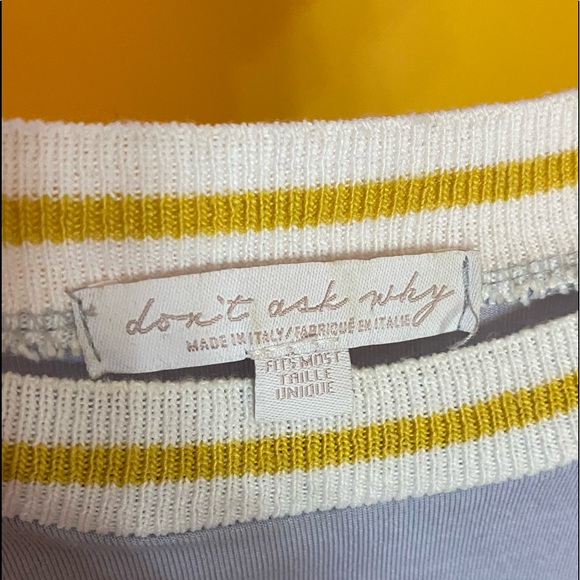 don't ask why
MADE IN ITALY/FABRIQUÉ EN ITALIE
FITS MOST
TAILLE
UNIQUE